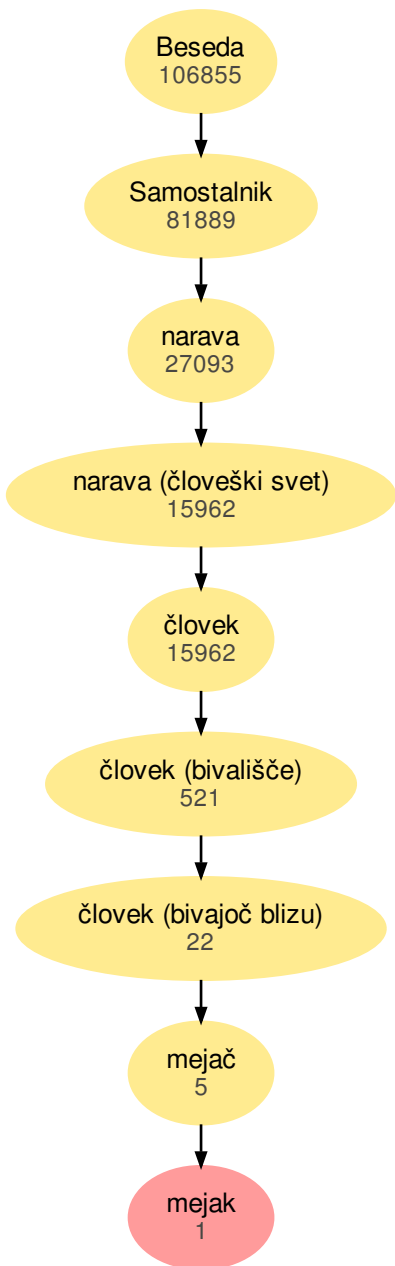 Beseda
106855
Samostalnik
81889
narava
27093
narava (človeški svet)
15962
človek
15962
človek (bivališče)
521
človek (bivajoč blizu)
22
mejač
5
mejak
1